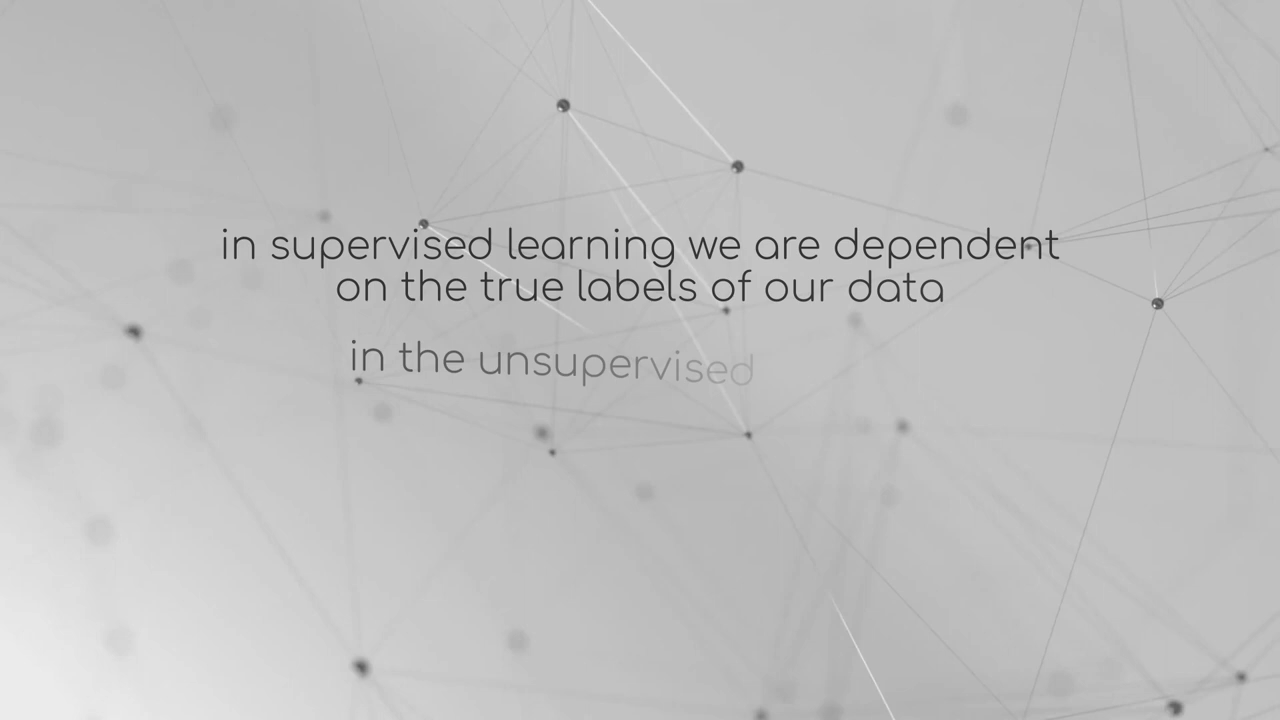 in supervised learning we are dependent
on the true labels of our data
in the unsupervised